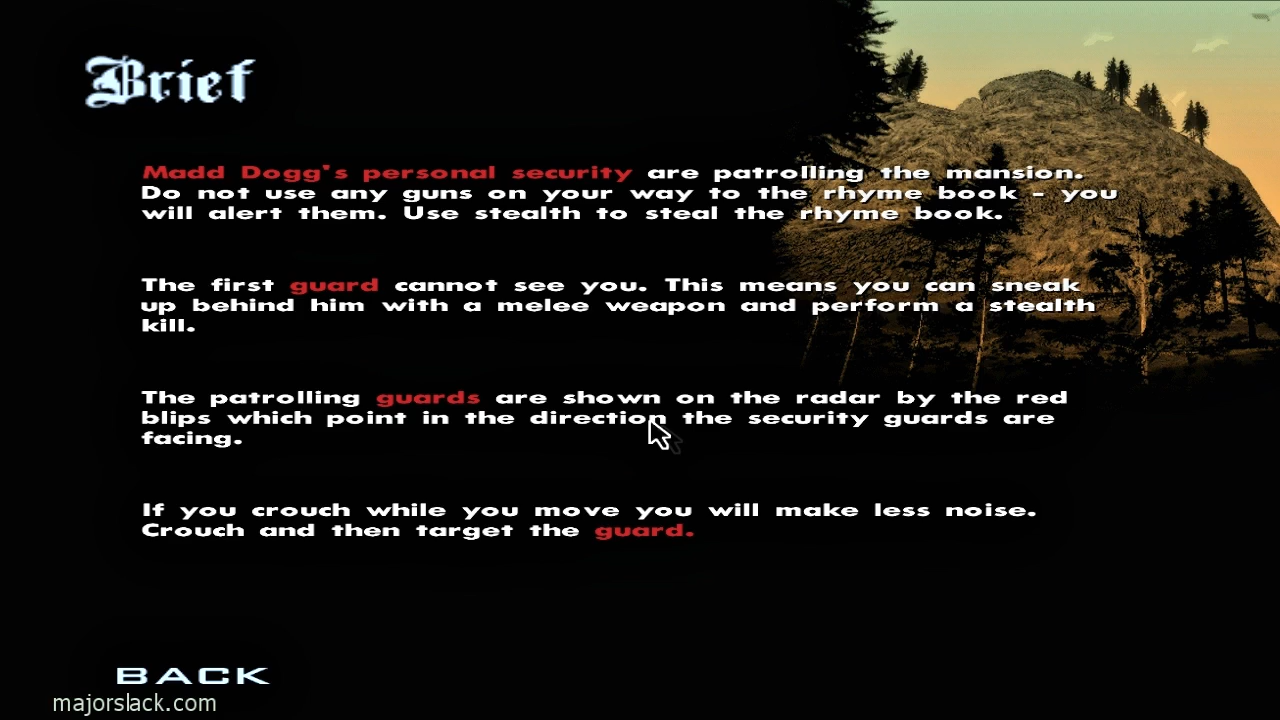 Brief
Madd Dogg's personal security are patrolling the mansion.
Do not use any guns on your way to the rhyme book - you
will alert them. Use stealth to steal the rhyme book.
The first guard cannot see you. This means you can sneak
up behind him with a melee weapon and perform a stealth
kill.
The patrolling guards are shown on the radar by the red
blips which point in the direction the security guards are
facing.
If you crouch while you move you will make less noise.
Crouch and then target the guard.
BACK
majorslack.com